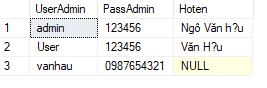 UserAdmin PassAdmin Hoten
1 admin 123456 Ngô Văn h?u
2 User 123456 Văn H?u
3 vanhau 0987654321 NULL